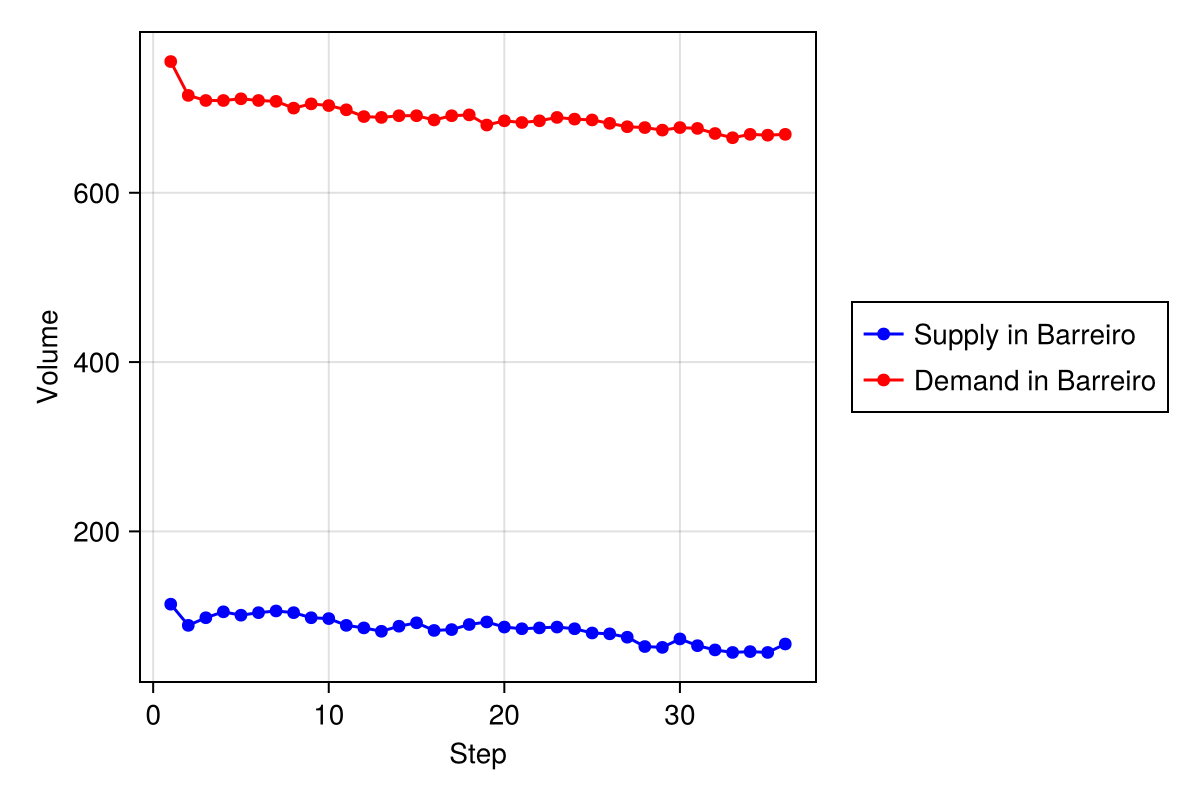 600
400
200
Volume
0 10 20 30
Step
Supply in Barreiro
Demand in Barreiro